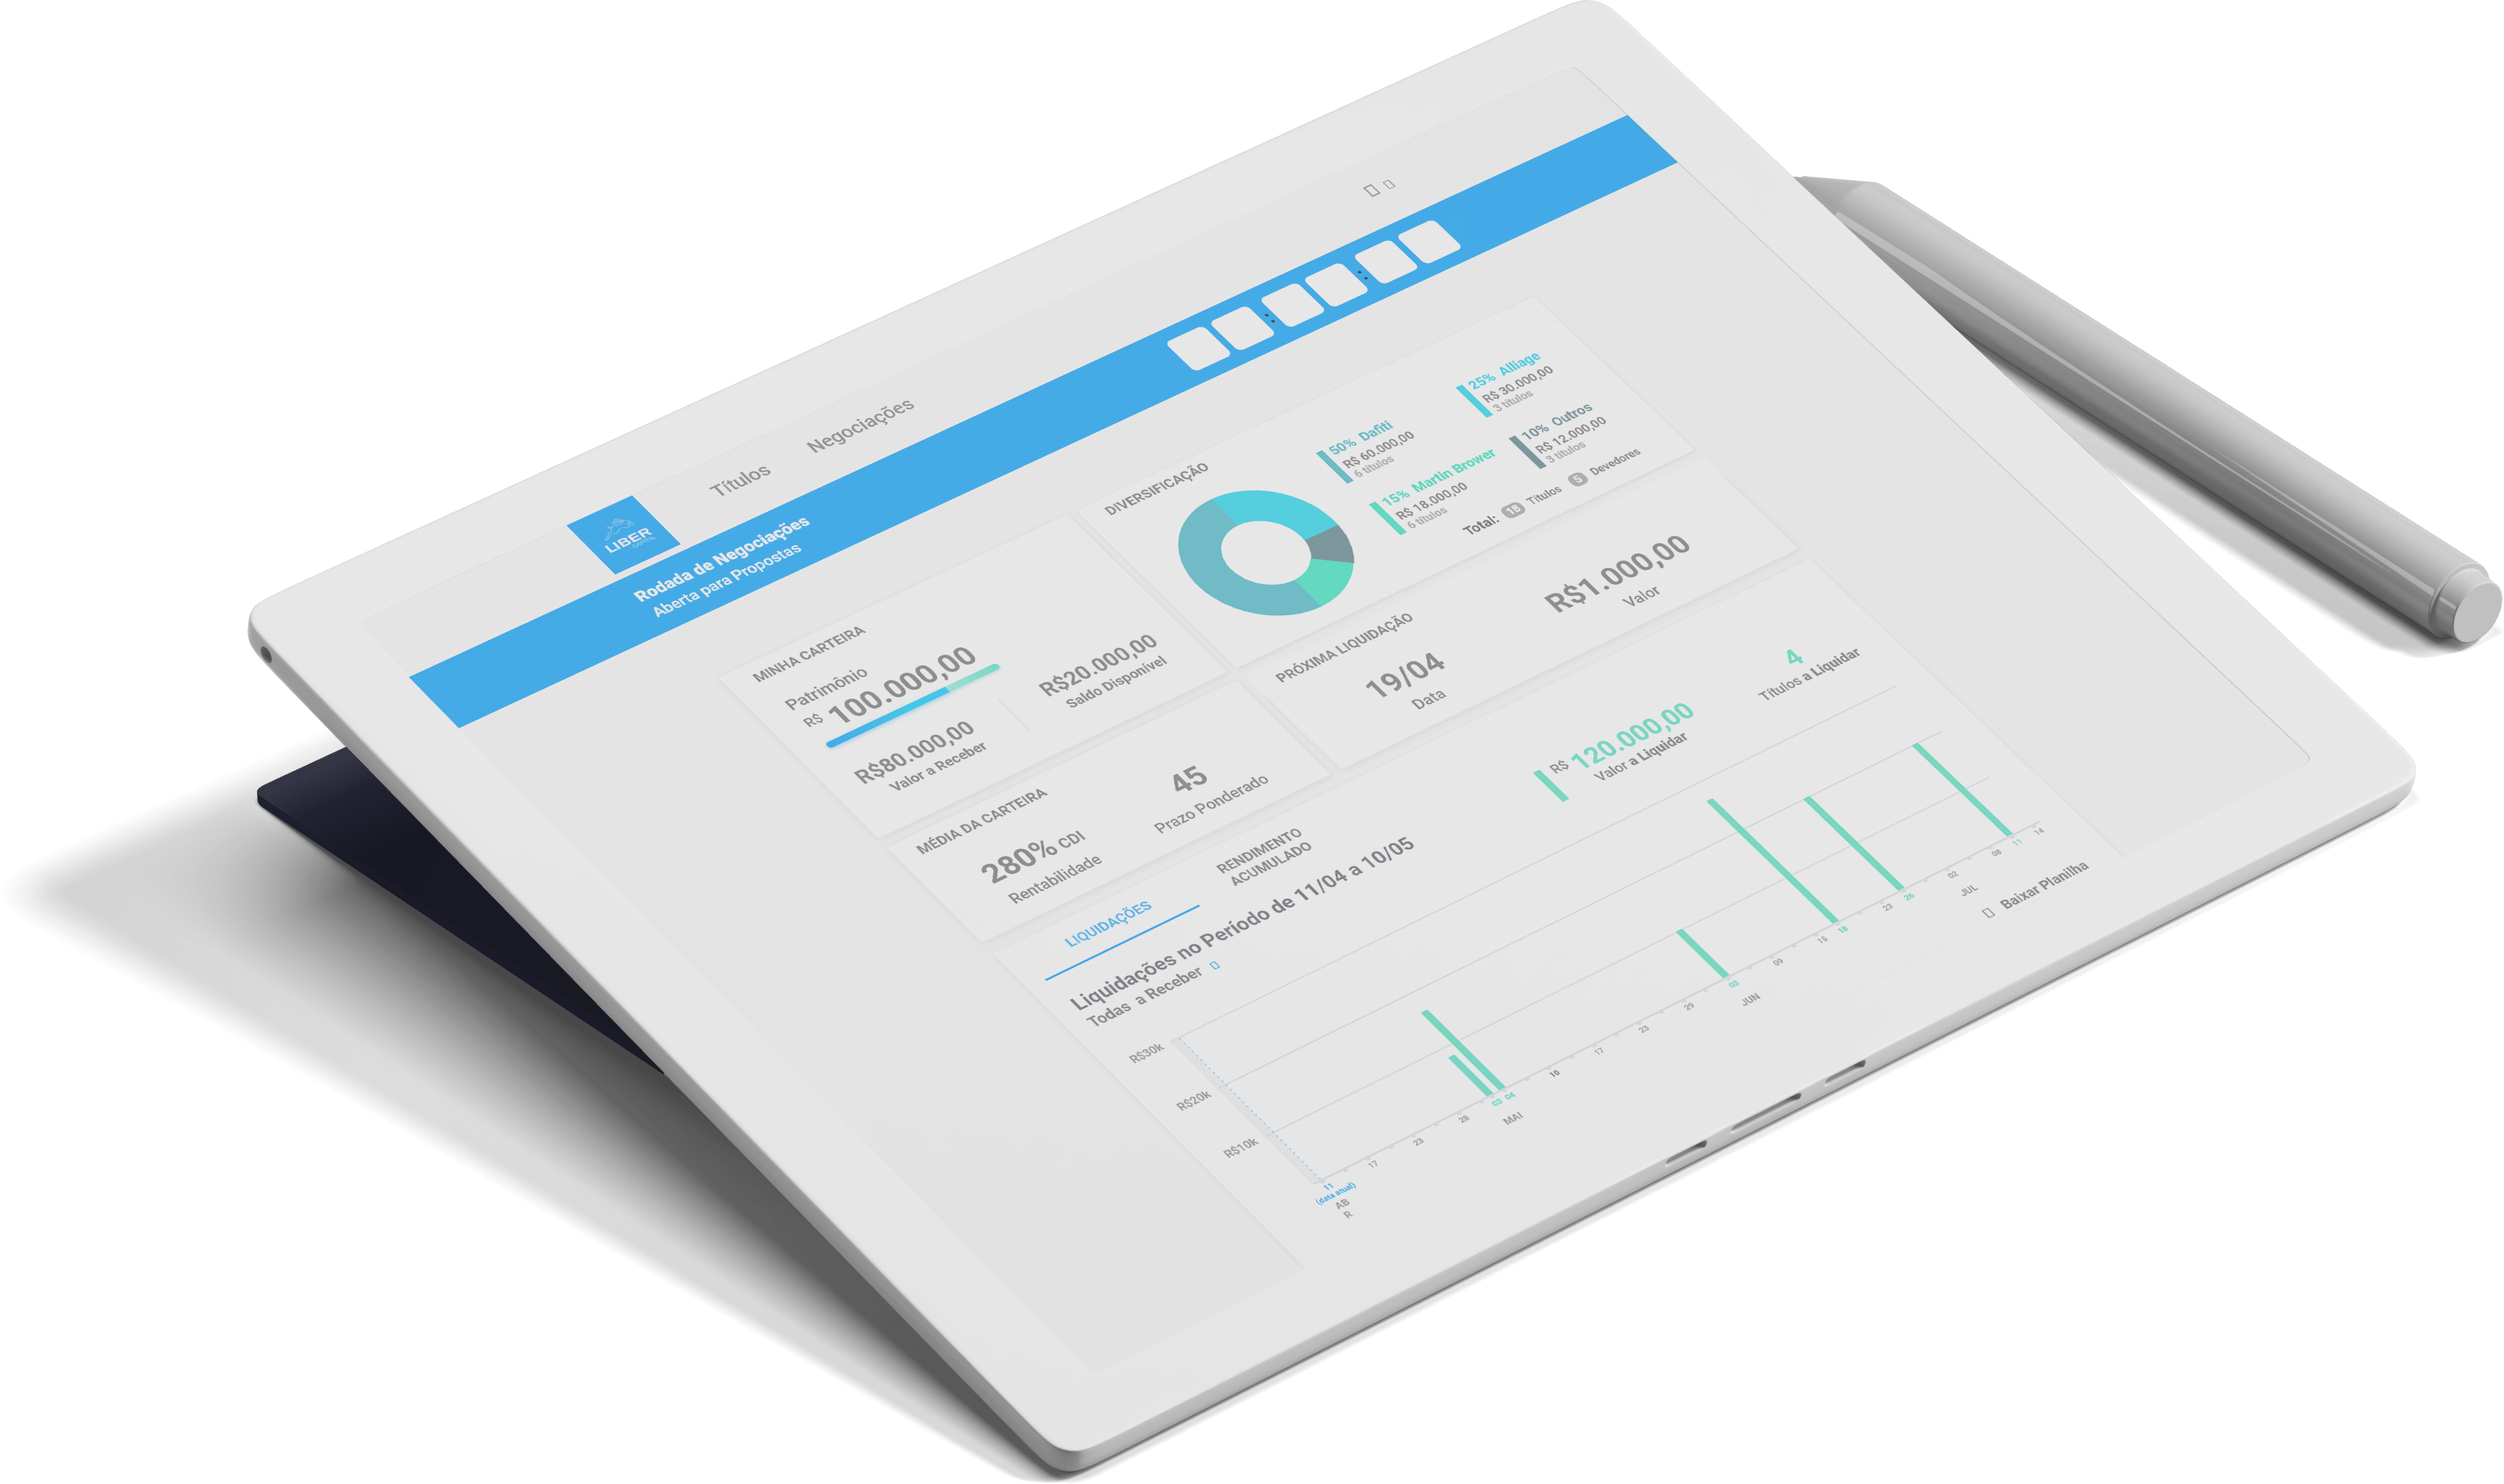 Títulos
Negociações
LIBER
CAPITAL
Rodada de Negociações
Aberta para Propostas
MINHA CARTEIRA
Patrimônio
R$ 100.000,00
R$80.000,00
Valor a Receber
R$20.000,00
Saldo Disponível
DIVERSIFICAÇÃO
50% Dafiti
R$ 60.000,00
6 títulos
25% Alliage
R$ 30.000,00
3 títulos
15% Martin Brower
R$ 18.000,00
6 títulos
10% Outros
R$ 12.000,00
3 títulos
Total: 18 Títulos 5 Devedores
MÉDIA DA CARTEIRA
280% CDI
Rentabilidade
45
Prazo Ponderado
PRÓXIMA LIQUIDAÇÃO
19/04
Data
R$1.000,00
Valor
LIQUIDAÇÕES
RENDIMENTO
ACUMULADO
Liquidações no Período de 11/04 a 10/05
Todas a Receber
R$ 120.000,00
Valor a Liquidar
4
Títulos a Liquidar
R$30k
R$20k
R$10k
11 17 23 28 03 04 10 17 23 29 03 09 15 18 23 26 02 08 11 14
(data atual)
AB
R
MAI
JUN
JUL
Baixar Planilha